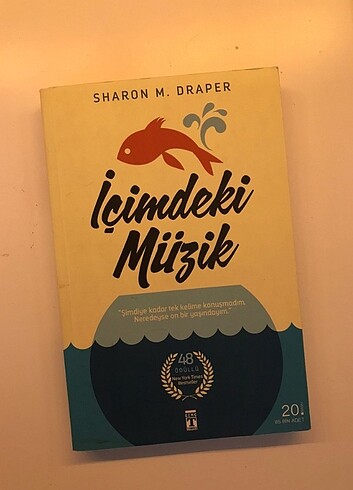 SHARON M. DRAPER
İçimdeki
Müzik
"Şimdiye kadar tek kelime konuşmadım.
Neredeyse on bir yaşındayım."
48
ÖDÜLLÜ
New York Times
Bestseller
20.